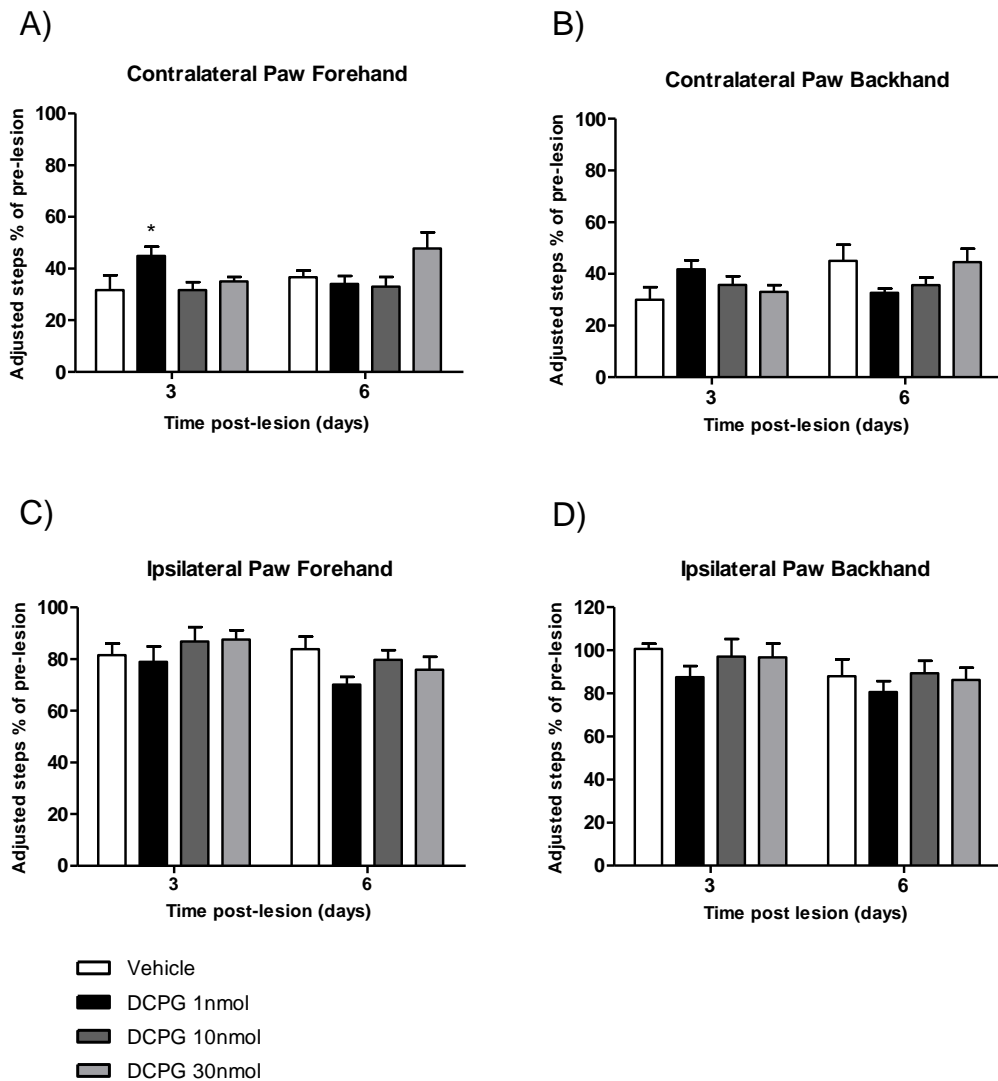 A)
Contralateral Paw Forehand
Adjusted steps % of pre-lesion
100
80
60
40
20
0
*
3
6
Time post-lesion (days)
B)
Contralateral Paw Backhand
Adjusted steps % of pre-lesion
100
80
60
40
20
0
3
6
Time post-lesion (days)
C)
Ipsilateral Paw Forehand
Adjusted steps % of pre-lesion
100
80
60
40
20
0
3
6
Time post-lesion (days)
D)
Ipsilateral Paw Backhand
Adjusted steps % of pre-lesion
120
100
80
60
40
20
0
3
6
Time post lesion (days)
Vehicle
DCPG 1nmol
DCPG 10nmol
DCPG 30nmol